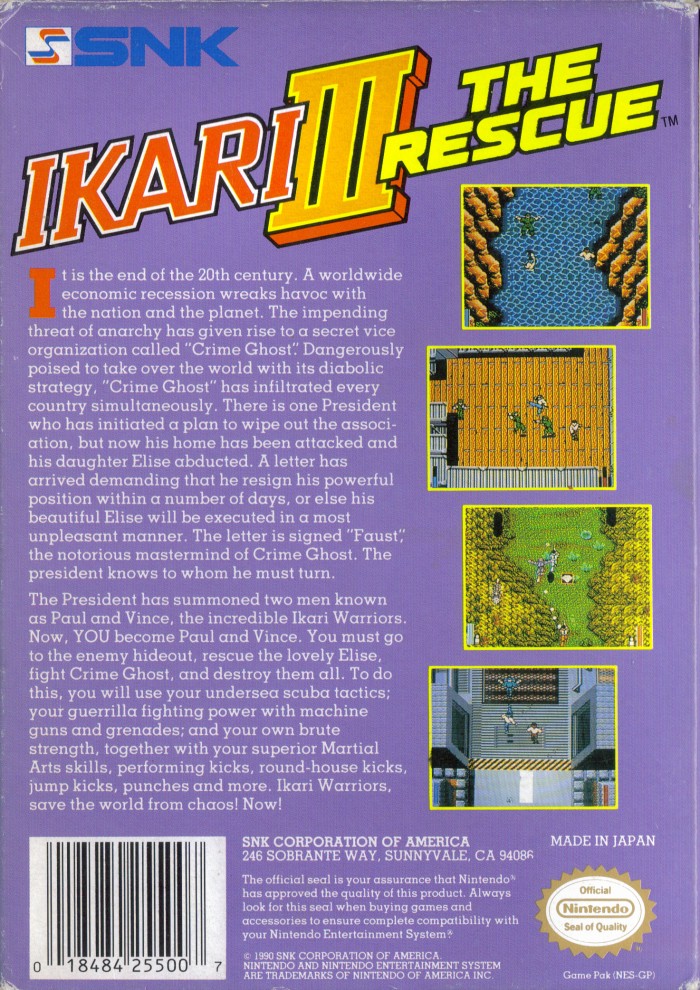 SNK
IKARI III THE RESCUE™
It is the end of the 20th century. A worldwide
economic recession wreaks havoc with
the nation and the planet. The impending
threat of anarchy has given rise to a secret vice
organization called "Crime Ghost". Dangerously
poised to take over the world with its diabolic
strategy, "Crime Ghost" has infiltrated every
country simultaneously. There is one President
who has initiated a plan to wipe out the associ-
ation, but now his home has been attacked and
his daughter Elise abducted. A letter has
arrived demanding that he resign his powerful
position within a number of days, or else his
beautiful Elise will be executed in a most
unpleasant manner. The letter is signed "Faust",
the notorious mastermind of Crime Ghost. The
president knows to whom he must turn.
The President has summoned two men known
as Paul and Vince, the incredible Ikari Warriors.
Now, YOU become Paul and Vince. You must go
to the enemy hideout, rescue the lovely Elise,
fight Crime Ghost, and destroy them all. To do
this, you will use your undersea scuba tactics;
your guerrilla fighting power with machine
guns and grenades; and your own brute
strength, together with your superior Martial
Arts skills, performing kicks, round-house kicks,
jump kicks, punches and more. Ikari Warriors,
save the world from chaos! Now!
SNK CORPORATION OF AMERICA
246 SOBRANTE WAY, SUNNYVALE, CA 94086
The official seal is your assurance that Nintendo®
has approved the quality of this product. Always
look for this seal when buying games and
accessories to ensure complete compatibility with
your Nintendo Entertainment System®
© 1990 SNK CORPORATION OF AMERICA.
NINTENDO AND NINTENDO ENTERTAINMENT SYSTEM
ARE TRADEMARKS OF NINTENDO OF AMERICA INC.
MADE IN JAPAN
Official
Nintendo
Seal of Quality
Game Pak (NES-GP)
0 18484 25500 7